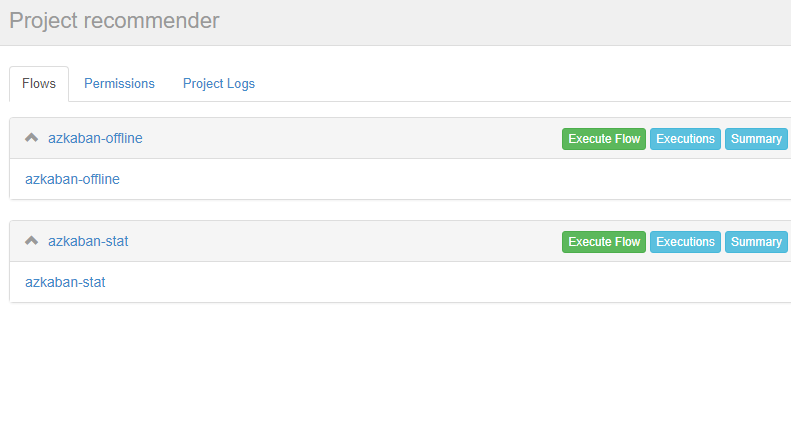 Project recommender
Flows Permissions Project Logs
azkaban-offline Execute Flow Executions Summary
azkaban-offline
azkaban-stat Execute Flow Executions Summary
azkaban-stat